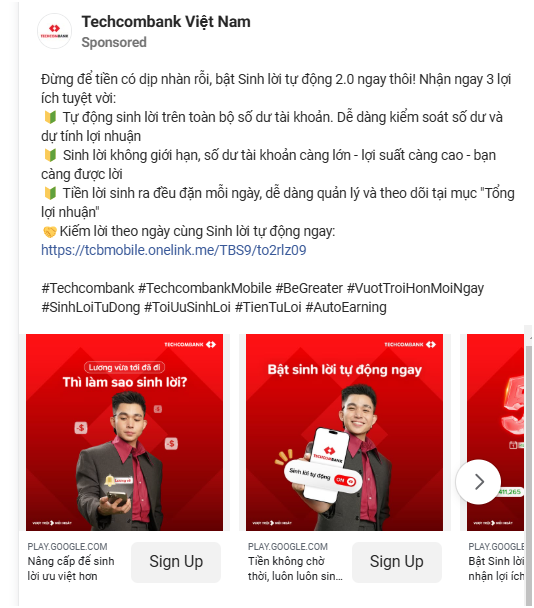 Techcombank Việt Nam
Sponsored
Đừng để tiền có dịp nhàn rỗi, bật Sinh lời tự động 2.0 ngay thôi! Nhận ngay 3 lợi
ích tuyệt vời:
🔰 Tự động sinh lời trên toàn bộ số dư tài khoản. Dễ dàng kiểm soát số dư và
dự tính lợi nhuận
🔰 Sinh lời không giới hạn, số dư tài khoản càng lớn - lợi suất càng cao - bạn
càng được lời
🔰 Tiền lời sinh ra đều đặn mỗi ngày, dễ dàng quản lý và theo dõi tại mục "Tổng
lợi nhuận"
🤝Kiếm lời theo ngày cùng Sinh lời tự động ngay:
https://tcbmobile.onelink.me/TBS9/to2rlz09
#Techcombank #TechcombankMobile #BeGreater #VuotTroiHonMoiNgay
#SinhLoiTuDong #ToiUuSinhLoi #TienTuLoi #AutoEarning
TECHCOMBANK
Lương vừa tới đã đi
Thì làm sao sinh lời?
VƯỢT TRỘI HƠN MỖI NGÀY
TECHCOMBANK
Bật sinh lời tự động ngay
TECHCOMBANK
Sinh lời tự động ON
VƯỢT TRỘI HƠN MỖI NGÀY
411,265
VƯỢT TRỘI
PLAY.GOOGLE.COM
Nâng cấp để sinh
lời ưu việt hơn
Sign Up
PLAY.GOOGLE.COM
Tiền không chờ
thời, luôn luôn sin...
Sign Up
PLAY.GOOGLE
Bật Sinh lời
nhận lợi ích